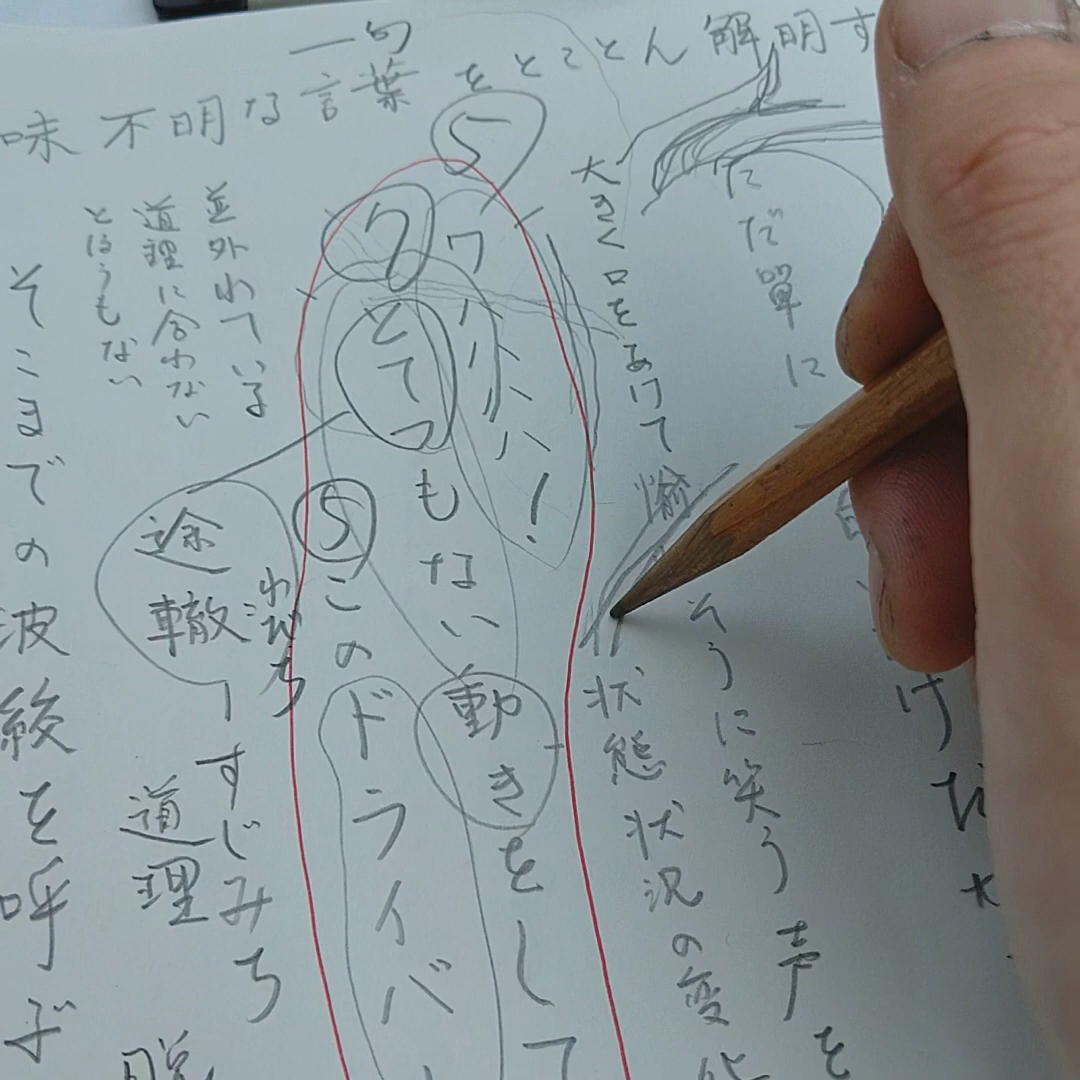 一句
言葉をとことん解明す
味不明な
ただ単に
そうに笑う声を
大きく口をあけて愉
状態状況の変
5
ワハハハハ!
とてつもない動きをして
5
このドライバ
並外れている
道理に合わない
とほうもない
途轍
わだち
すじみち
道理
そこまでの波絞を呼ぶ